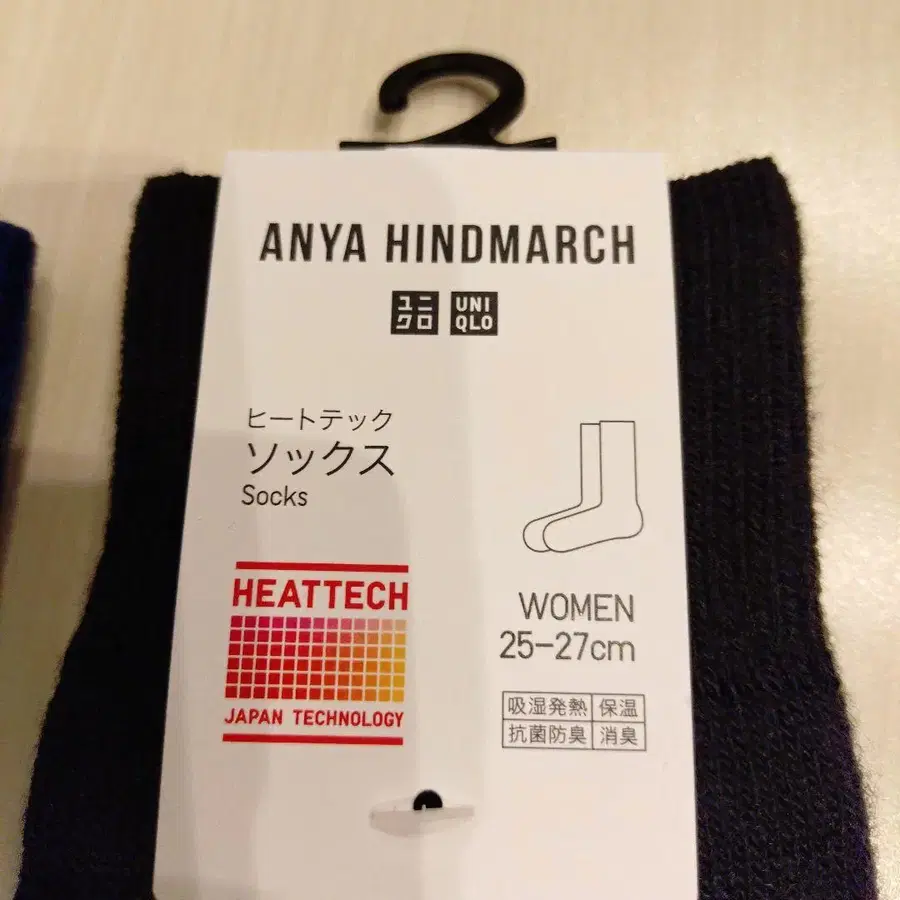 ANYA HINDMARCH
ユニ
クロ
UNI
QLO
ヒートテック
ソックス
Socks
HEATTECH
JAPAN TECHNOLOGY
WOMEN
25-27cm
吸湿発熱 保温
抗菌防臭 消臭